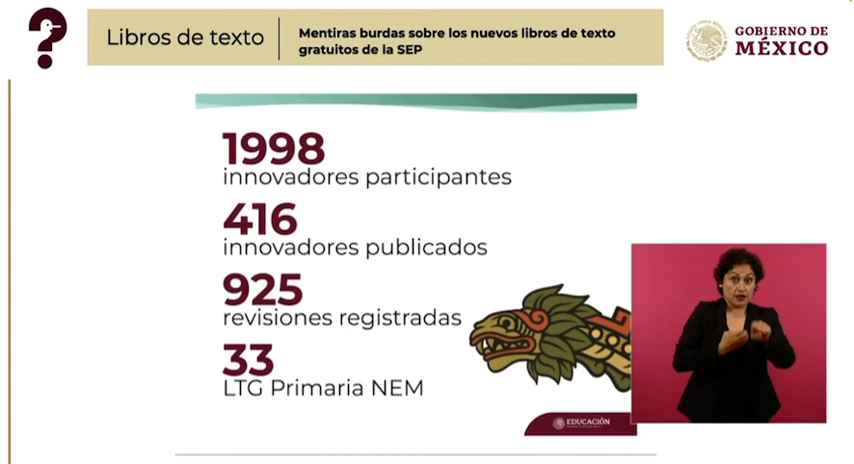 Libros de texto
Mentiras burdas sobre los nuevos libros de texto
gratuitos de la SEP
GOBIERNO DE
MÉXICO
1998
innovadores participantes
416
innovadores publicados
925
revisiones registradas
33
LTG Primaria NEM
EDUCACIÓN